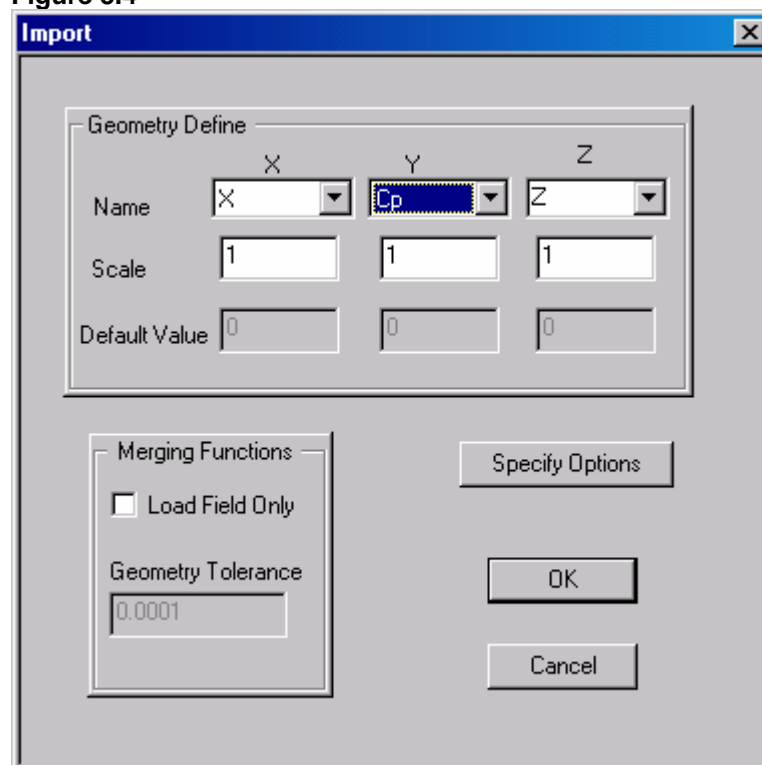 Import
Geometry Define
X Y Z
Name X Cp Z
Scale 1 1 1
Default Value 0 0 0
Merging Functions
Load Field Only
Geometry Tolerance
0.0001
Specify Options
OK
Cancel